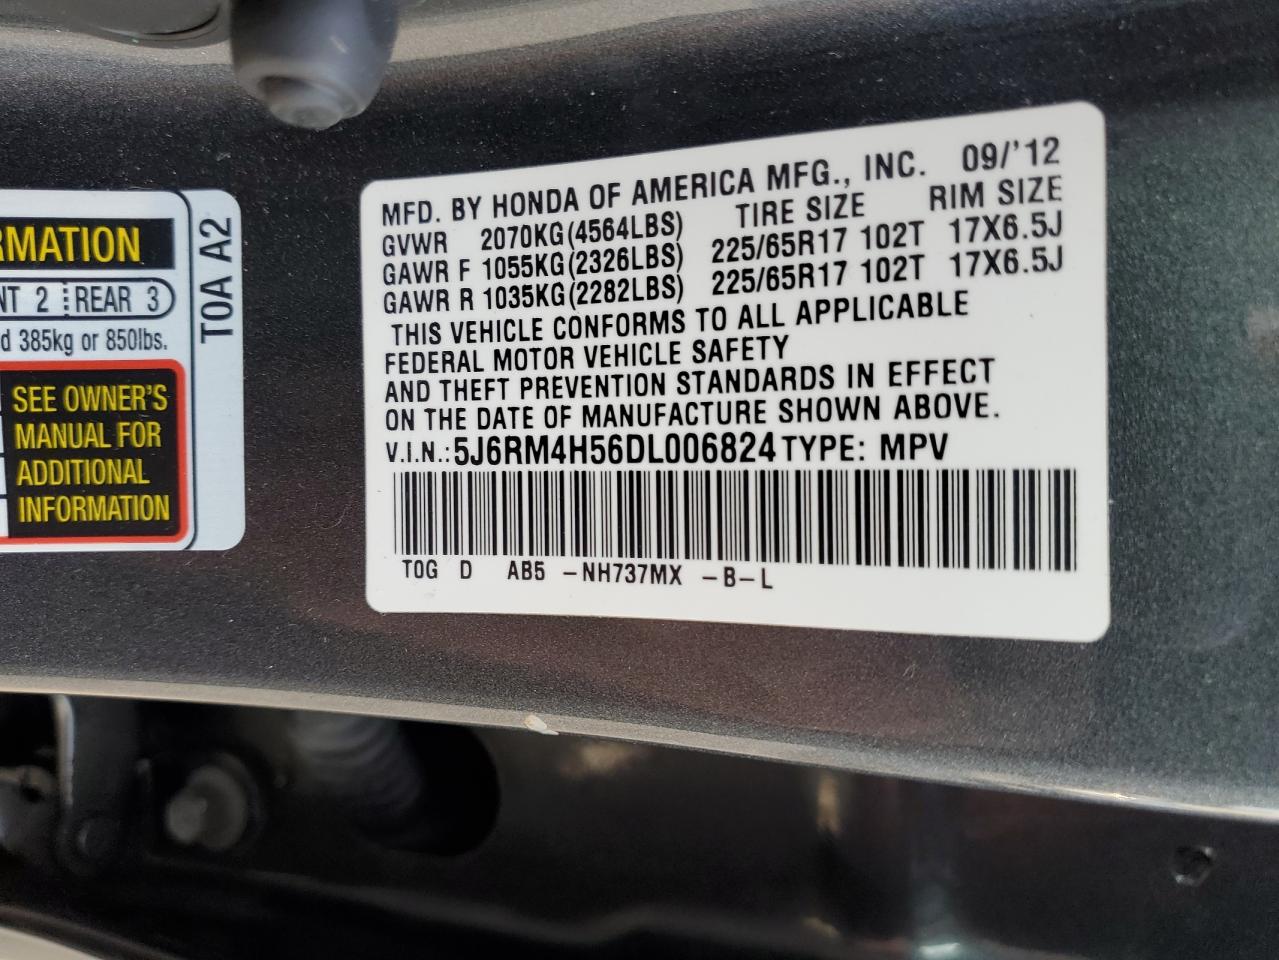 RMATION
NT 2 REAR 3
d 385kg or 850lbs.
SEE OWNER'S
MANUAL FOR
ADDITIONAL
INFORMATION
T0A A2
MFD. BY HONDA OF AMERICA MFG., INC. 09/'12
GVWR 2070KG(4564LBS) TIRE SIZE RIM SIZE
GAWR F 1055KG(2326LBS) 225/65R17 102T 17X6.5J
GAWR R 1035KG(2282LBS) 225/65R17 102T 17X6.5J
THIS VEHICLE CONFORMS TO ALL APPLICABLE
FEDERAL MOTOR VEHICLE SAFETY
AND THEFT PREVENTION STANDARDS IN EFFECT
ON THE DATE OF MANUFACTURE SHOWN ABOVE.
V.I.N.:5J6RM4H56DL006824 TYPE: MPV
T0G D AB5 -NH737MX -B-L